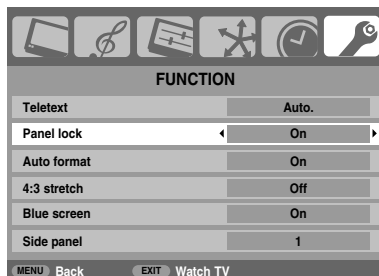 FUNCTION
Teletext Auto.
Panel lock On
Auto format On
4:3 stretch Off
Blue screen On
Side panel 1
MENU Back EXIT Watch TV